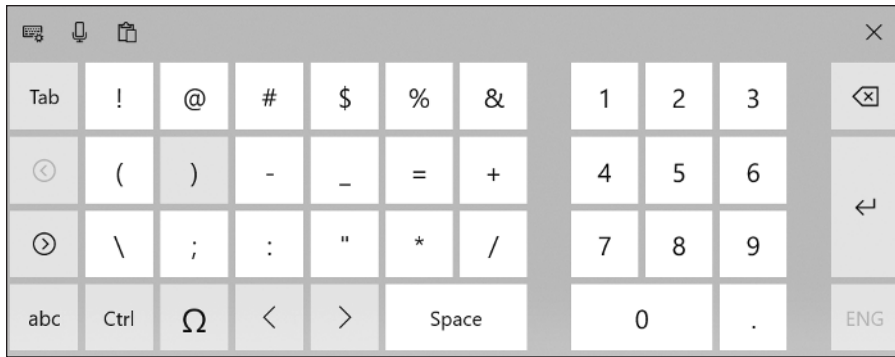 Tab ! @ # $ % & 1 2 3
( ) - _ = + 4 5 6
\ ; : " * / 7 8 9
abc Ctrl Ω < > Space 0 . ENG